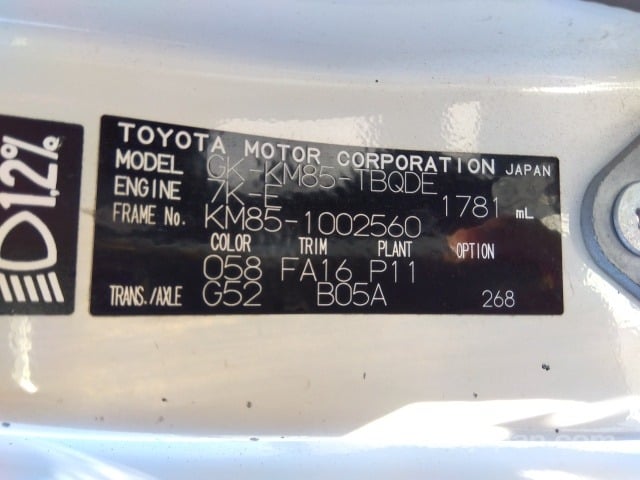 1.2%
TOYOTA MOTOR CORPORATION JAPAN
MODEL GK-KM85-TBQDE
ENGINE 7K-E 1781 mL
FRAME No. KM85-1002560
COLOR TRIM PLANT OPTION
058 FA16 P11
TRANS./AXLE G52 B05A 268